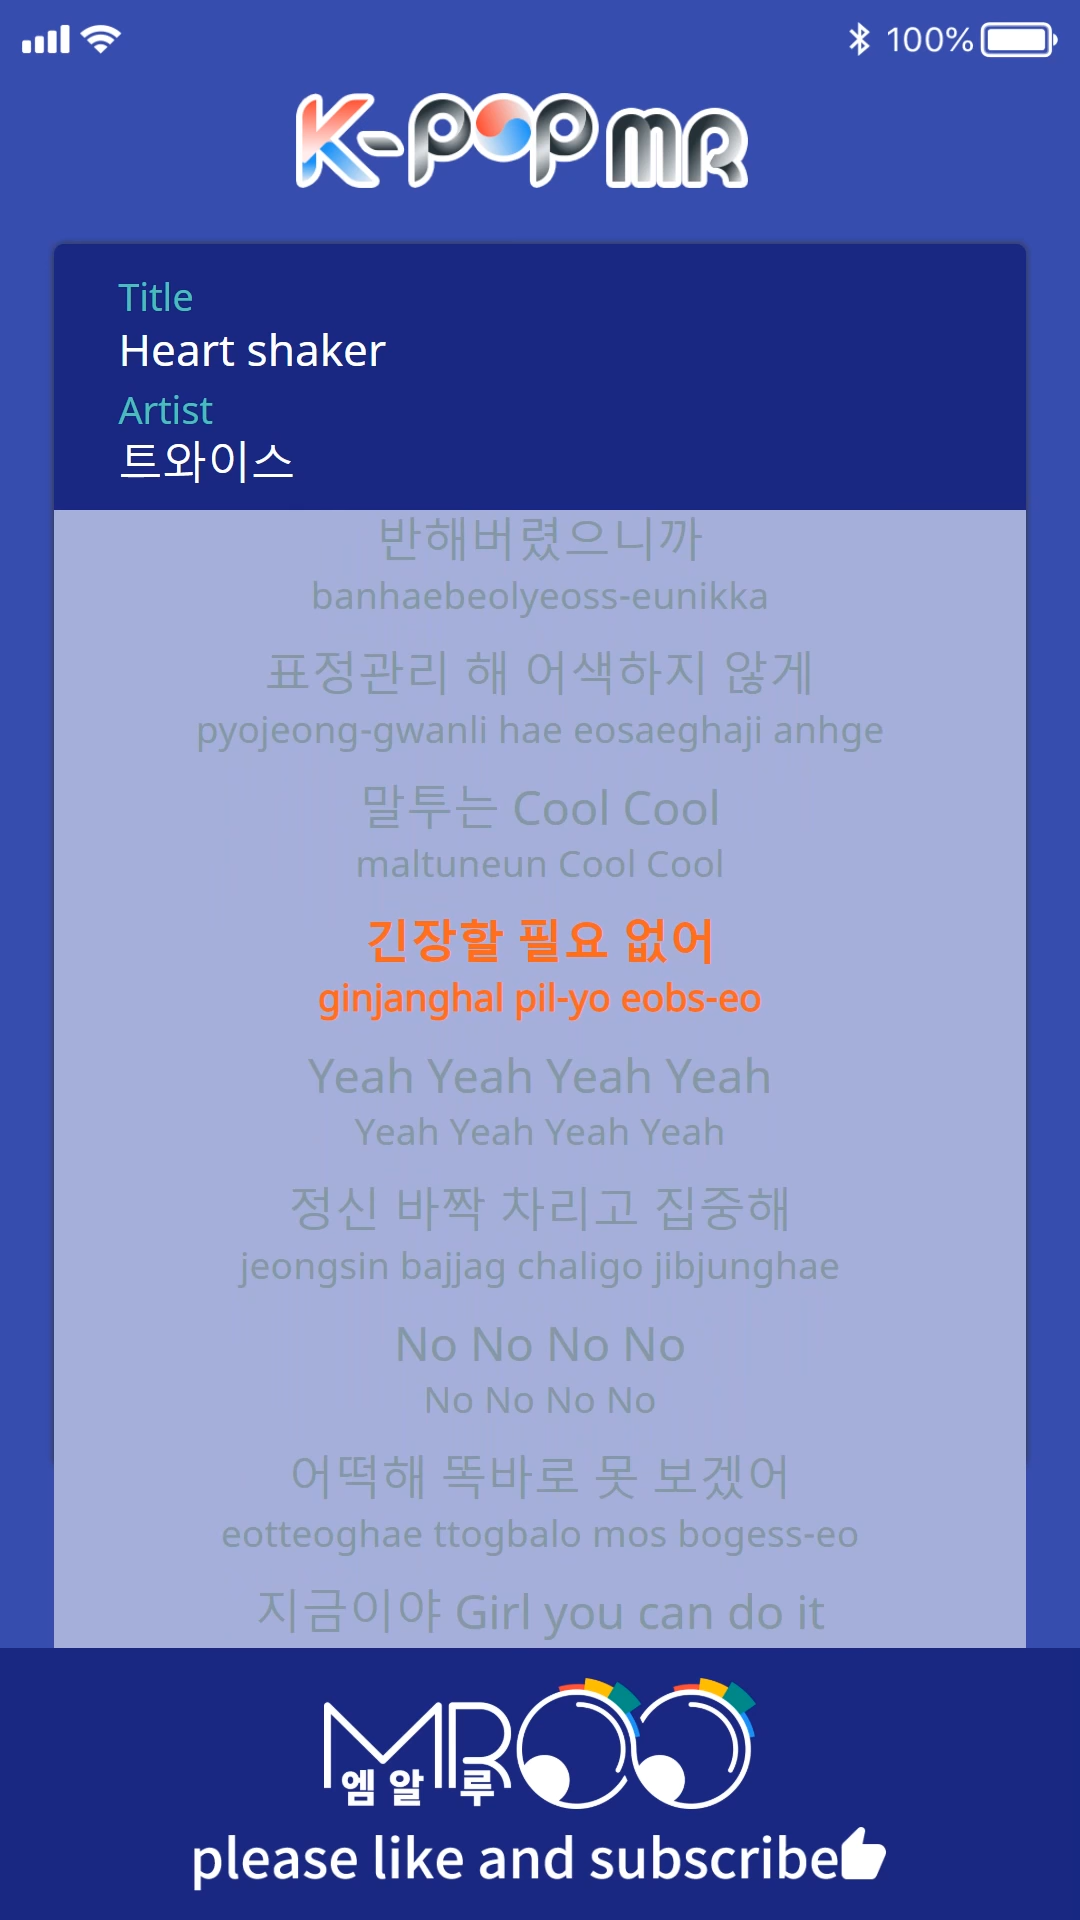 100%
K-POP MR
Title
Heart shaker
Artist
트와이스
반해버렸으니까
banhaebeolyeoss-eunikka
표정관리 해 어색하지 않게
pyojeong-gwanli hae eosaeghaji anhge
말투는 Cool Cool
maltuneun Cool Cool
긴장할 필요 없어
ginjanghal pil-yo eobs-eo
Yeah Yeah Yeah Yeah
Yeah Yeah Yeah Yeah
정신 바짝 차리고 집중해
jeongsin bajjag chaligo jibjunghae
No No No No
No No No No
어떡해 똑바로 못 보겠어
eotteoghae ttogbalo mos bogess-eo
지금이야 Girl you can do it
MROO
엠알루
please like and subscribe